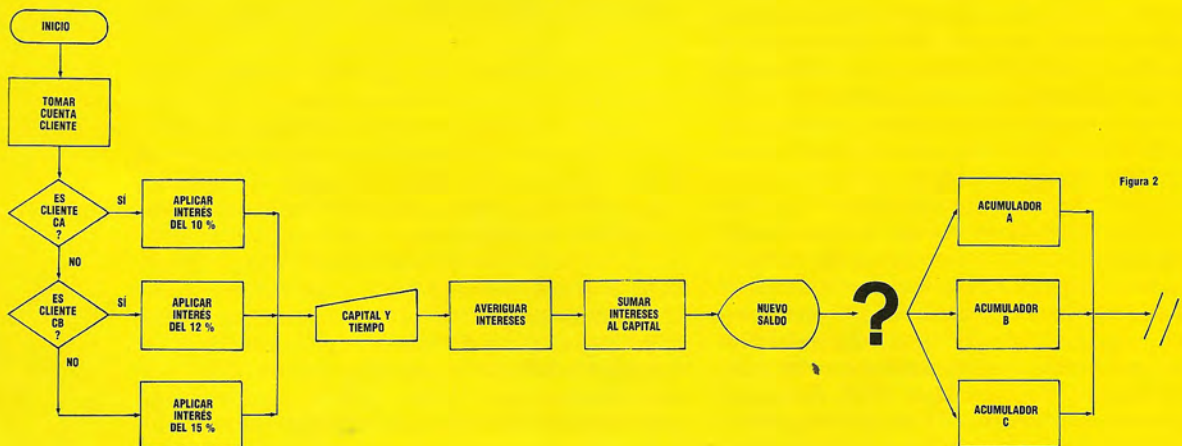 INICIO
TOMAR
CUENTA
CLIENTE
ES
CLIENTE
CA
?
SÍ
APLICAR
INTERÉS
DEL 10 %
NO
ES
CLIENTE
CB
?
SÍ
APLICAR
INTERÉS
DEL 12 %
NO
APLICAR
INTERÉS
DEL 15 %
CAPITAL Y
TIEMPO
AVERIGUAR
INTERESES
SUMAR
INTERESES
AL CAPITAL
NUEVO
SALDO
?
ACUMULADOR
A
ACUMULADOR
B
ACUMULADOR
C
Figura 2